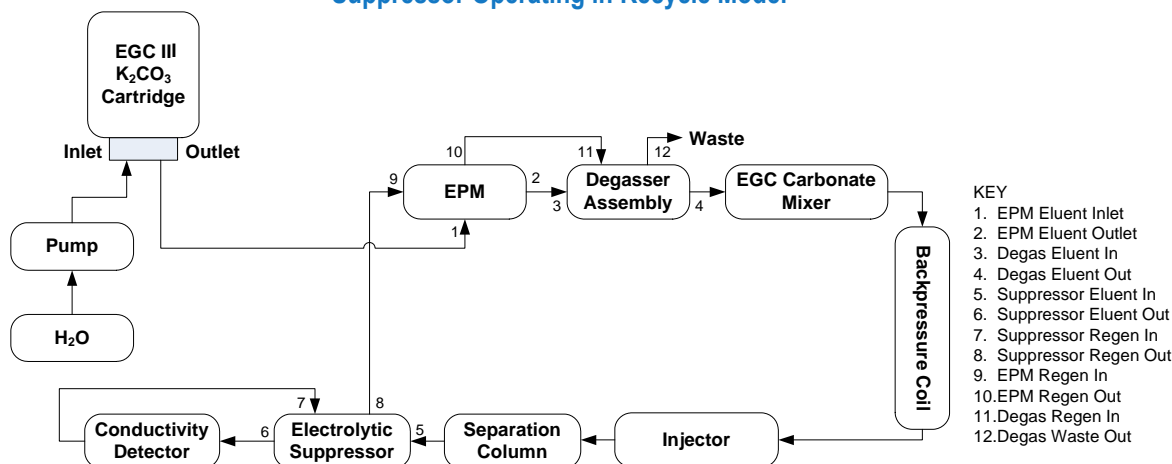 Suppressor Operating in Recycle Model
EGC III
K₂CO₃
Cartridge
Inlet
Outlet
Pump
H₂O
10
11
12
Waste
9
EPM
2
3
Degasser
Assembly
4
EGC Carbonate
Mixer
1
Backpressure Coil
KEY
1. EPM Eluent Inlet
2. EPM Eluent Outlet
3. Degas Eluent In
4. Degas Eluent Out
5. Suppressor Eluent In
6. Suppressor Eluent Out
7. Suppressor Regen In
8. Suppressor Regen Out
9. EPM Regen In
10.EPM Regen Out
11.Degas Regen In
12.Degas Waste Out
7
8
Conductivity
Detector
6
Electrolytic
Suppressor
5
Separation
Column
Injector